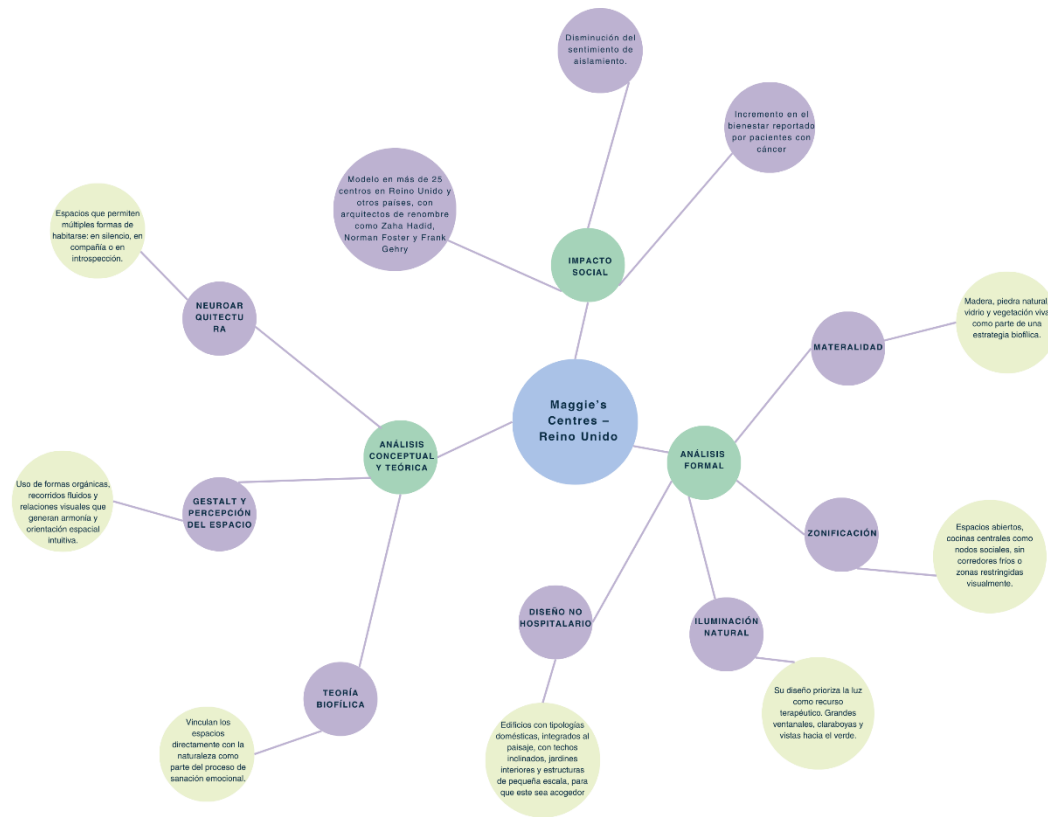 Disminución del
sentimiento de
aislamiento.
Incremento en el
bienestar reportado
por pacientes con
cáncer
Modelo en más de 25
centros en Reino Unido y
otros países, con
arquitectos de renombre
como Zaha Hadid,
Norman Foster y Frank
Gehry
IMPACTO
SOCIAL
Espacios que permiten
múltiples formas de
habitarse: en silencio, en
compañía o en
introspección.
NEUROAR
QUITECTU
RA
Madera, piedra natural,
vidrio y vegetación viva
como parte de una
estrategia biofílica.
MATERALIDAD
Maggie's
Centres –
Reino Unido
ANÁLISIS
CONCEPTUAL
Y TEÓRICA
ANÁLISIS
FORMAL
Uso de formas orgánicas,
recorridos fluidos y
relaciones visuales que
generan armonía y
orientación espacial
intuitiva.
GESTALT Y
PERCEPCIÓN
DEL ESPACIO
ZONIFICACIÓN
Espacios abiertos,
cocinas centrales como
nodos sociales, sin
corredores fríos o
zonas restringidas
visualmente.
DISEÑO NO
HOSPITALARIO
ILUMINACIÓN
NATURAL
TEORÍA
BIOFÍLICA
Su diseño prioriza la luz
como recurso
terapéutico. Grandes
ventanales, claraboyas y
vistas hacia el verde.
Vinculan los
espacios
directamente con la
naturaleza como
parte del proceso de
sanación emocional.
Edificios con tipologías
domésticas, integrados al
paisaje, con techos
inclinados, jardines
interiores y estructuras
de pequeña escala, para
que este sea acogedor